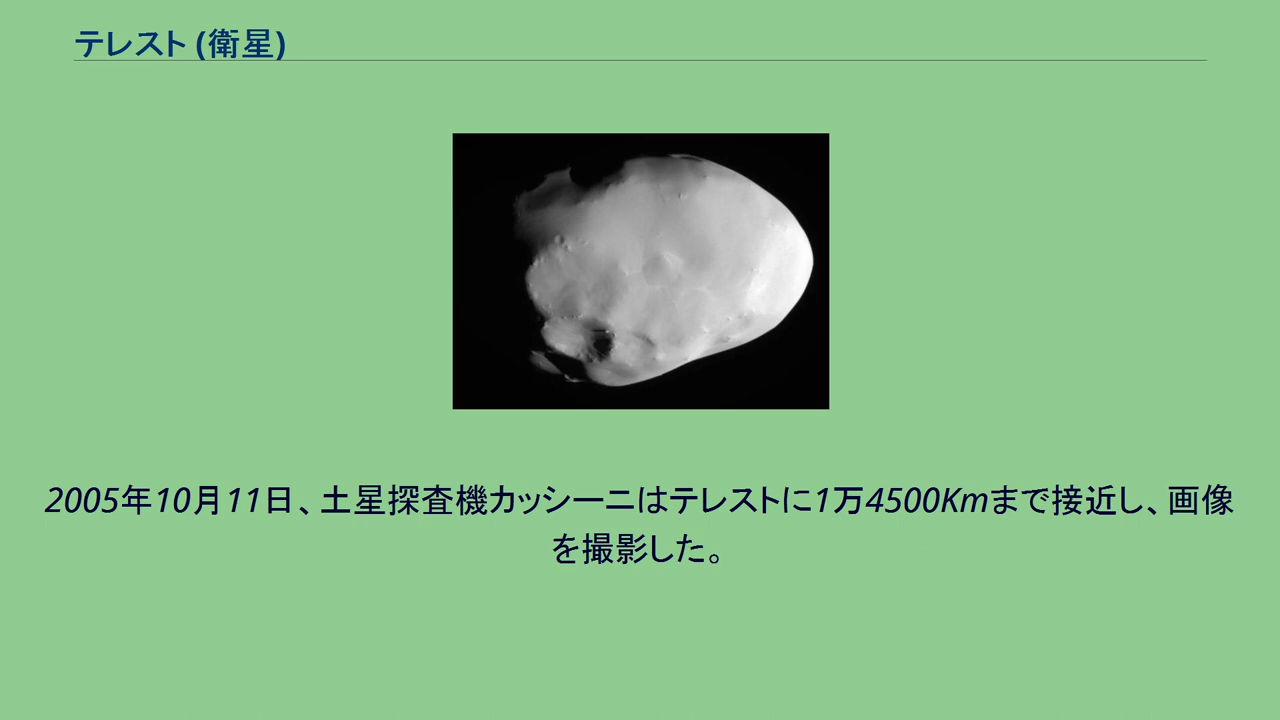 テレスト (衛星)
2005年10月11日、土星探査機カッシーニはテレストに1万4500Kmまで接近し、画像
を撮影した。